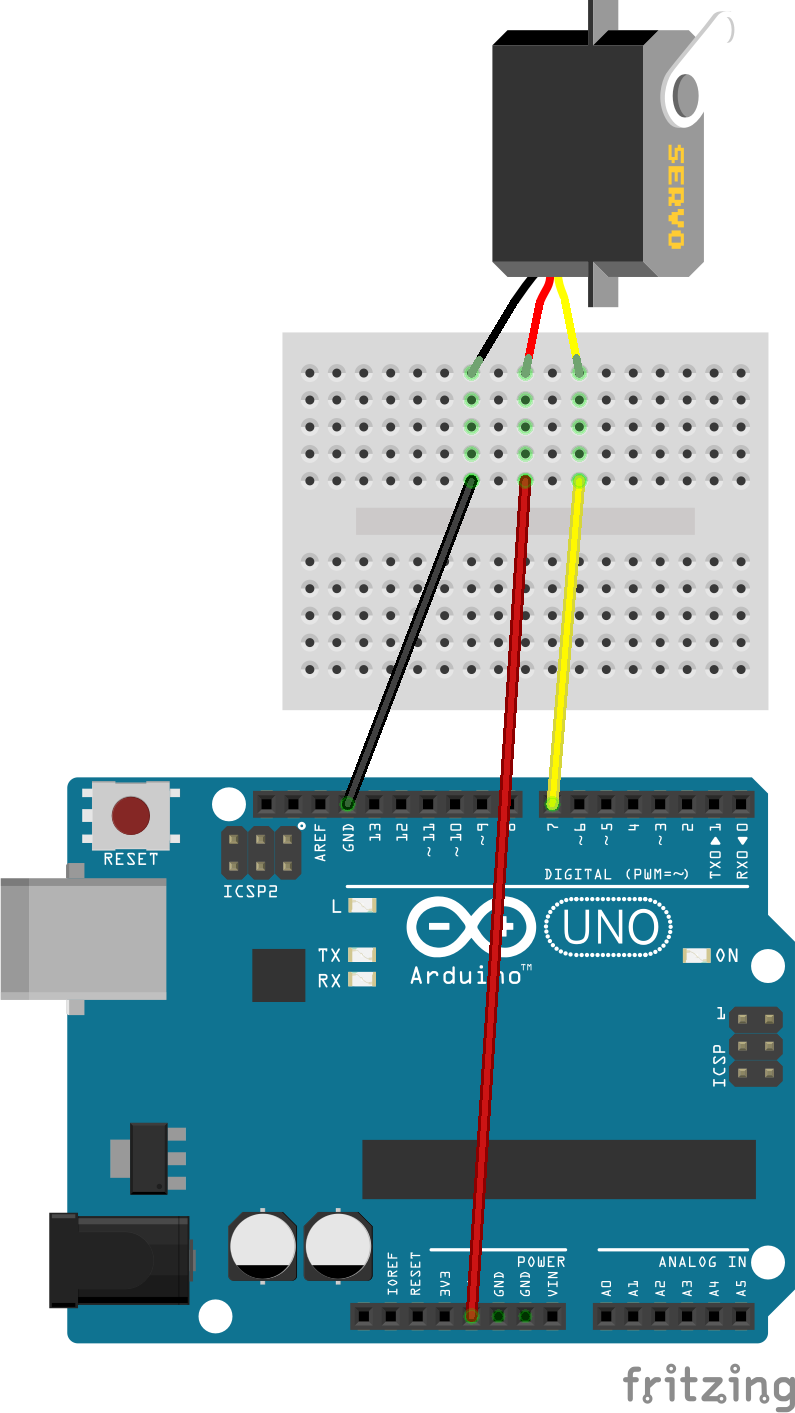 SERVO
RESET
ICSP2
AREF
GND
13
12
~11
~10
~9
8
7
~6
~5
4
~3
2
TX0▶1
RX0◀0
DIGITAL (PWM=~)
L
TX
RX
Arduino™
UNO
ON
1
ICSP
IOREF
RESET
3V3
GND
GND
VIN
POWER
A0
A1
A2
A3
A4
A5
ANALOG IN
fritzing